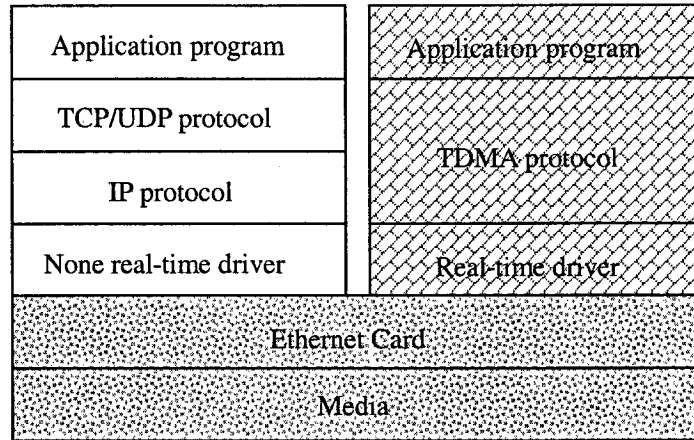 Application program
TCP/UDP protocol
IP protocol
None real-time driver
Application program
TDMA protocol
Real-time driver
Ethernet Card
Media